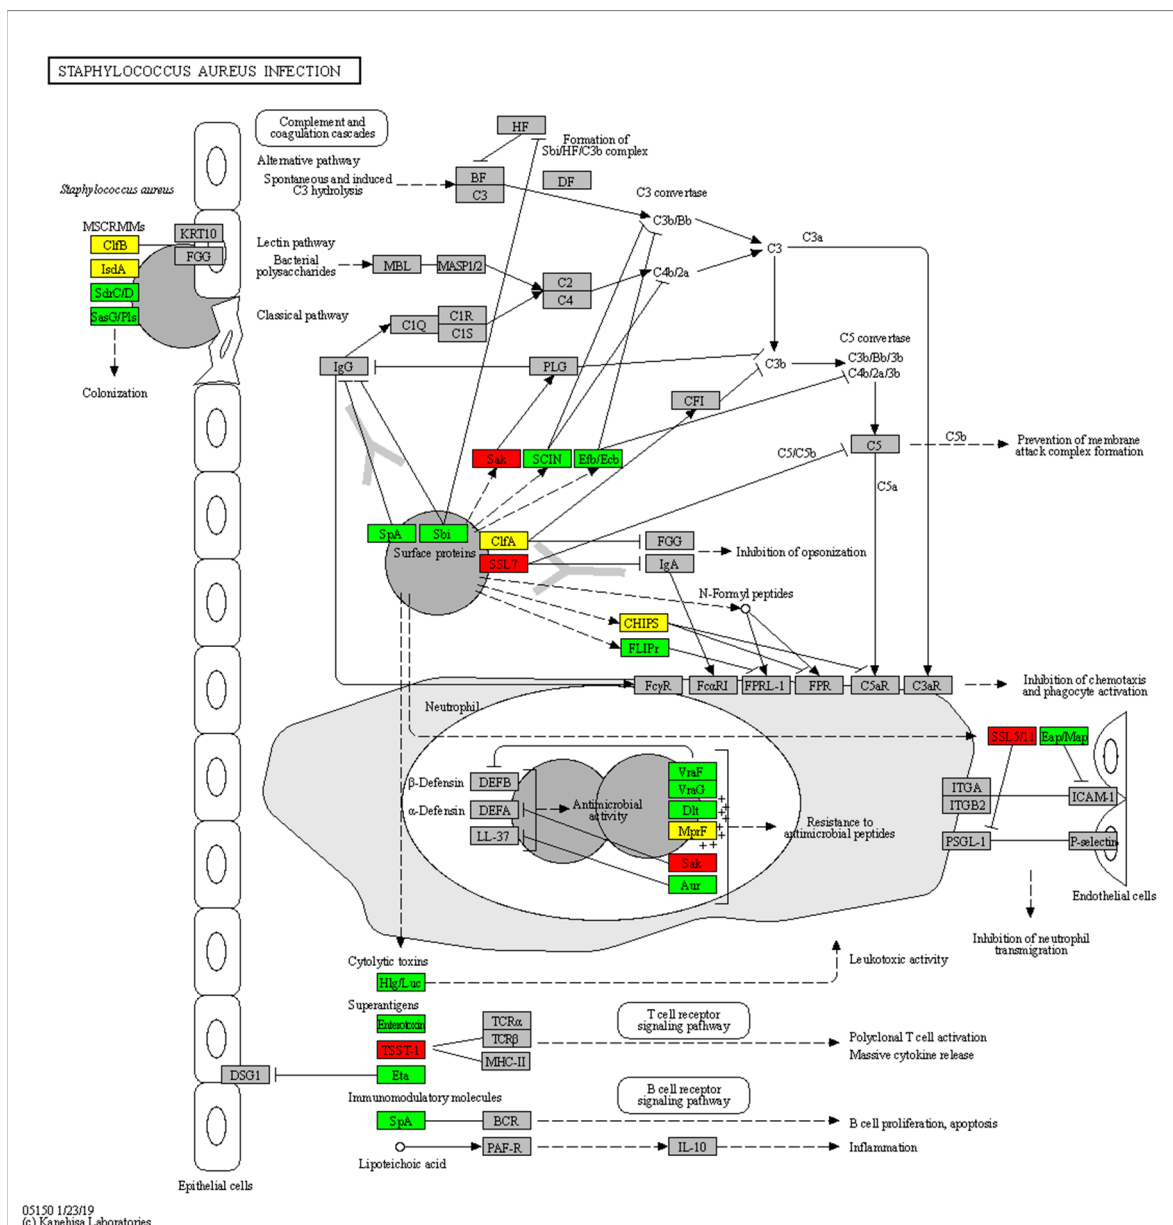 STAPHYLOCOCCUS AUREUS INFECTION
Complement and
coagulation cascades
HF
Formation of
Sbi/HF/C3b complex
Alternative pathway
Spontaneous and induced
C3 hydrolysis
BF
C3
DF
C3 convertase
Staphylococcus aureus
MSCRMMs
ClfB
IsdA
SdrC/D
SasG/Pls
Colonization
KRT10
FGG
C3b/Bb
C3
C3a
Lectin pathway
Bacterial
polysaccharides
MBL
MASP1/2
C2
C4
C4b/2a
Classical pathway
C1Q
C1R
C1S
C5 convertase
IgG
PLG
C3b
C3b/Bb/3b
C4b/2a/3b
CFI
C5
C5b
Prevention of membrane
attack complex formation
C5/C5b
C5a
Sak
SCIN
Efb/Ecb
SpA
Sbi
ClfA
Surface proteins
SSL7
FGG
IgA
Inhibition of opsonization
N-Formyl peptides
CHIPS
FLIPr
FcγR
FcαRI
FPRL-1
FPR
C5aR
C3aR
Inhibition of chemotaxis
and phagocyte activation
Neutrophil
SSL5/11
Eap/Map
β-Defensin
DEFB
α-Defensin
DEFA
LL-37
Antimicrobial
activity
VraF
VraG
Dlt
MprF
Sak
Aur
+
+
+
+
+
+
+ +
Resistance to
antimicrobial peptides
ITGA
ITGB2
ICAM-1
PSGL-1
P-selectin
Endothelial cells
Inhibition of neutrophil
transmigration
Cytolytic toxins
Hlg/Luc
Leukotoxic activity
Superantigens
Enterotoxin
TSST-1
Eta
DSG1
TCRα
TCRβ
MHC-II
T cell receptor
signaling pathway
Polyclonal T cell activation
Massive cytokine release
Immunomodulatory molecules
B cell receptor
signaling pathway
SpA
BCR
B cell proliferation, apoptosis
Lipoteichoic acid
PAF-R
IL-10
Inflammation
Epithelial cells
05150 1/23/19
(c) Kanehisa Laboratories